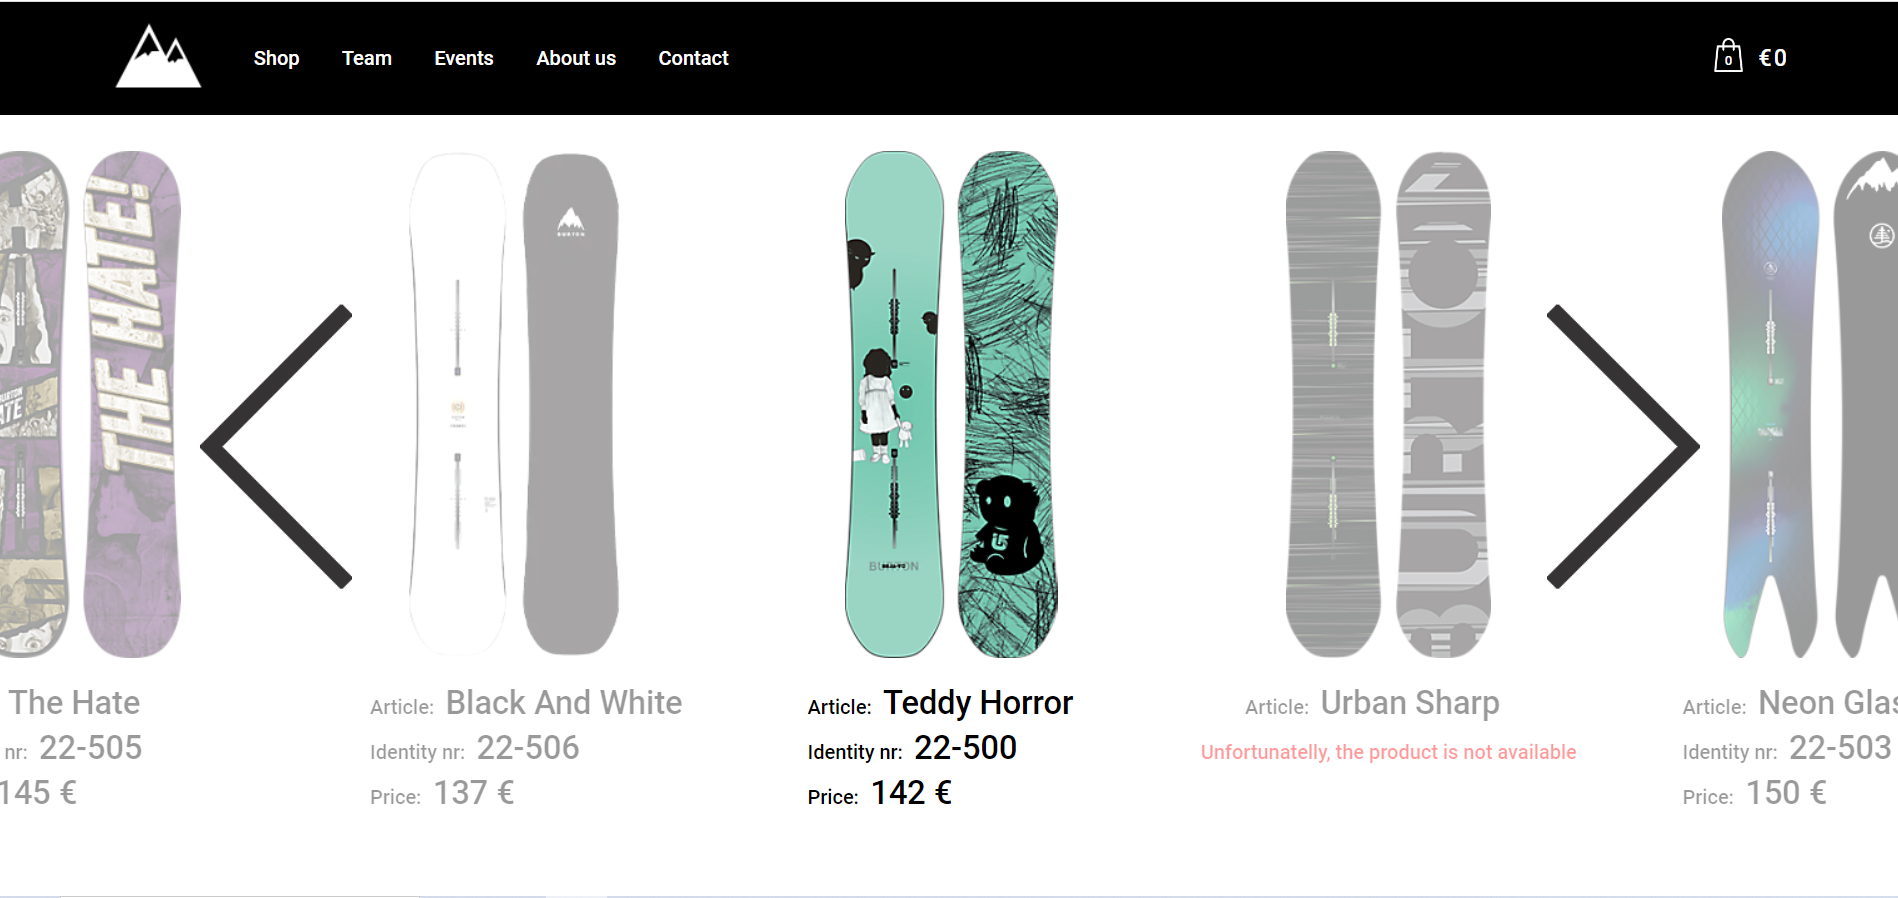 Shop Team Events About us Contact
0 €0
THE HATE!
BURTON
BURTON
The Hate
nr: 22-505
145 €
Article: Black And White
Identity nr: 22-506
Price: 137 €
Article: Teddy Horror
Identity nr: 22-500
Price: 142 €
Article: Urban Sharp
Unfortunatelly, the product is not available
Article: Neon Glas
Identity nr: 22-503
Price: 150 €